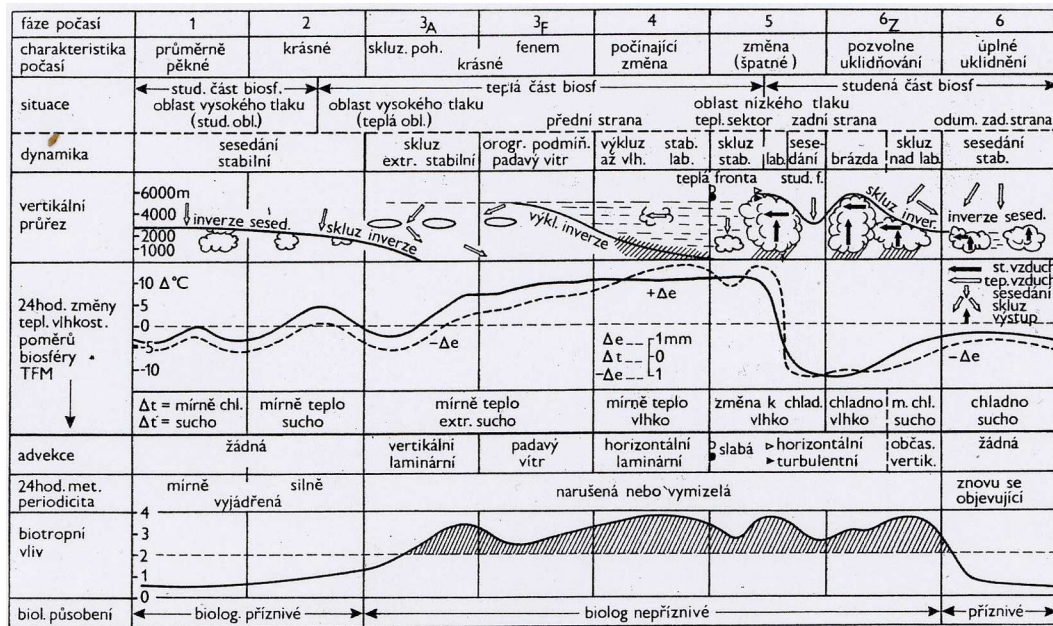 fáze počasí 1 2 3A 3F 4 5 6Z 6
charakteristika počasí
průměrně pěkné
krásné
skluz. poh. fenem
krásné
počínající změna
změna (špatné)
pozvolne uklidňování
úplné uklidnění
situace
stud. část biosf.
teplá část biosf
studená část biosf.
oblast vysokého tlaku (stud. obl.)
oblast vysokého tlaku (teplá obl.)
přední strana
oblast nízkého tlaku
tepl. sektor zadní strana
odum. zad. strana
dynamika
sesedání stabilní
skluz extr. stabilní
orogr. podmíň. padavý vítr
výkluz stab. až vlh. lab.
skluz stab. lab.
sese- dání
brázda
skluz nad lab.
sesedání stab.
teplá fronta stud. f.
vertikální průřez
6000m
4000
2000
1000
inverze sesed.
skluz inverze
výkl. inverze
skluz inver.
inverze sesed.
24hod. změny
tepl. vlhkost.
poměrů
biosféry
TFM
10 Δ°C
0
-5
-10
-Δe
+Δe
Δe 1mm
Δt 0
-Δe 1
st. vzduch
tep. vzduch
sesedání
skluz
výstup
-Δe
Δt = mírně chl.
Δt = sucho
mírně teplo sucho
mírně teplo extr. sucho
mírně teplo vlhko
změna k chlad. vlhko
chladno vlhko
m. chl. sucho
chladno sucho
advekce
žádná
vertikální laminární
padavý vítr
horizontální laminární
slabá horizontální turbulentní
občas. vertik.
žádná
24hod. met. periodicita
mírně silně
vyjádřená
narušená nebo vymizelá
znovu se objevující
biotropní vliv
4
3
2
1
0
biol. působení
biolog. příznivé
biolog nepříznivé
příznivé